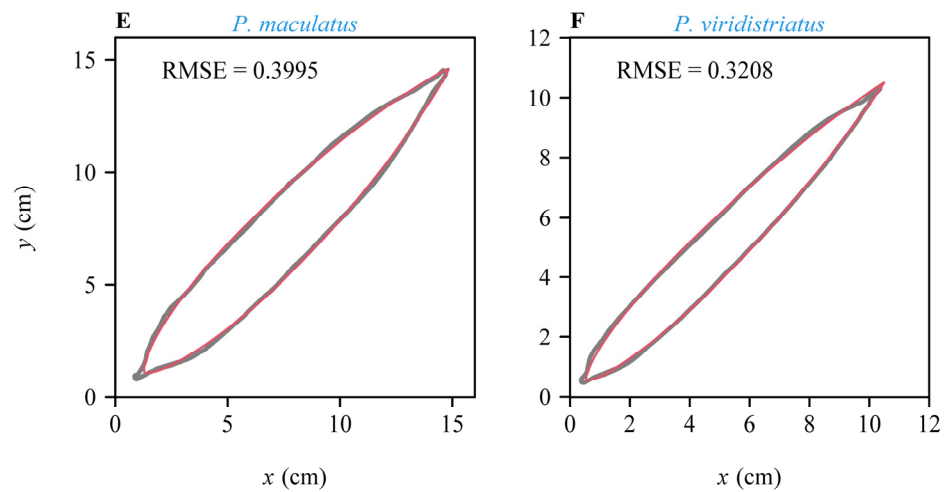 E P. maculatus
RMSE = 0.3995
15
10
5
0
0 5 10 15
y (cm)
x (cm)
F P. viridistriatus
RMSE = 0.3208
12
10
8
6
4
2
0
0 2 4 6 8 10 12
x (cm)